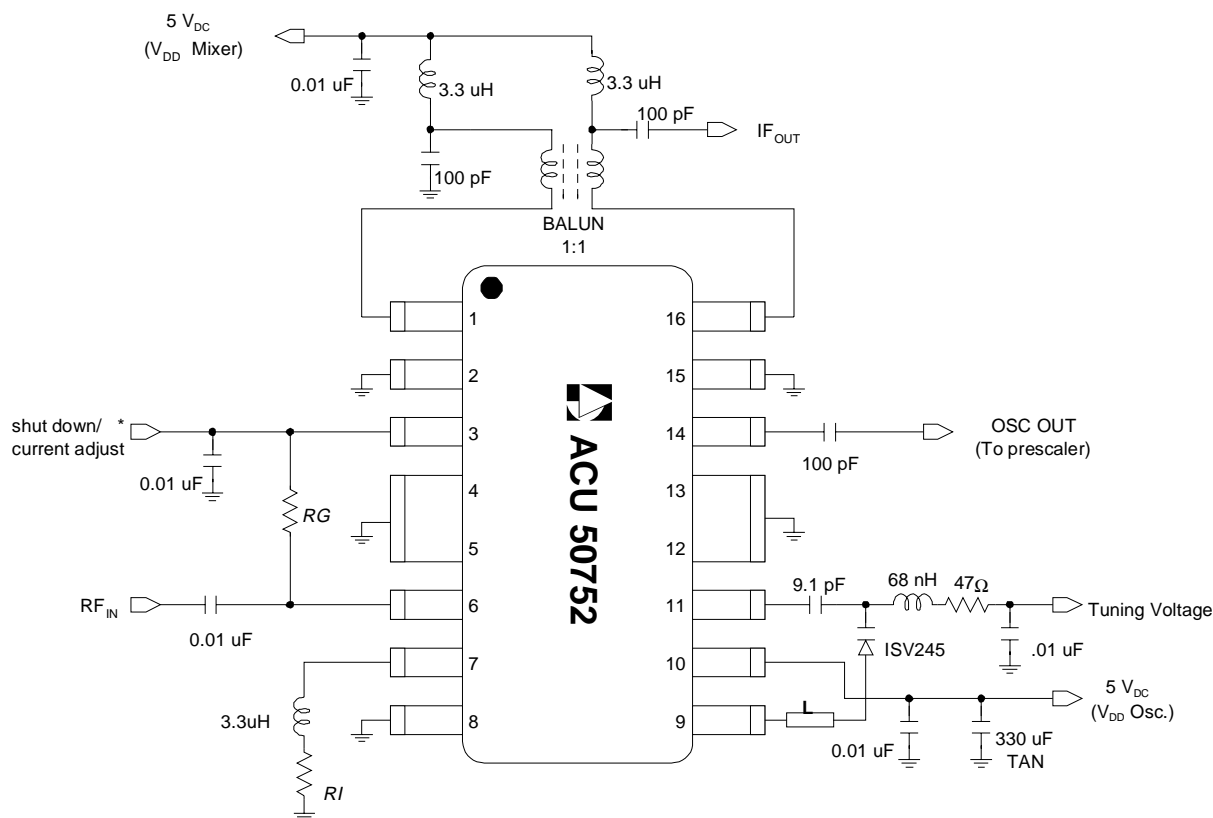 5 VDC
(VDD Mixer)
0.01 uF
3.3 uH
3.3 uH
100 pF
IFOUT
100 pF
BALUN
1:1
1
16
2
15
shut down/ *
current adjust
3
14
OSC OUT
(To prescaler)
100 pF
0.01 uF
4
13
RG
ACU 50752
5
12
9.1 pF
68 nH
47Ω
RFIN
6
11
Tuning Voltage
0.01 uF
ISV245
.01 uF
7
10
5 VDC
(VDD Osc.)
3.3uH
8
9
L
0.01 uF
330 uF
TAN
RI